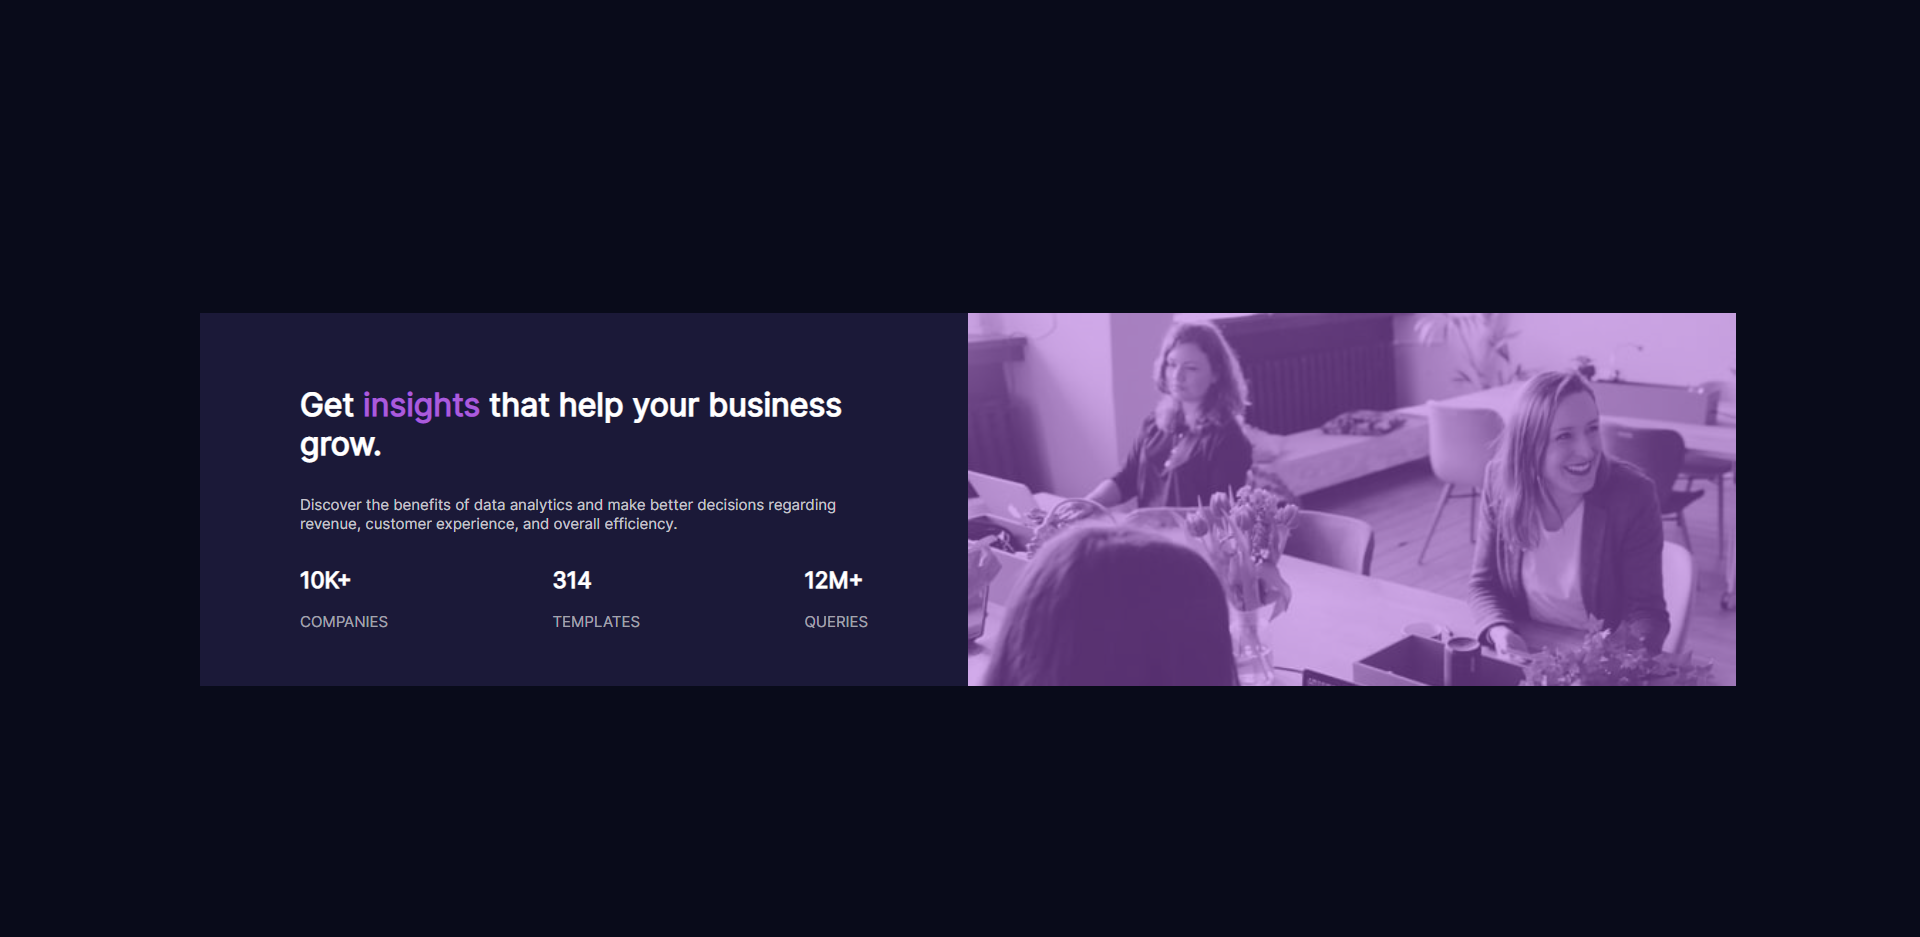 Get insights that help your business
grow.
Discover the benefits of data analytics and make better decisions regarding
revenue, customer experience, and overall efficiency.
10K+ 314 12M+
COMPANIES TEMPLATES QUERIES